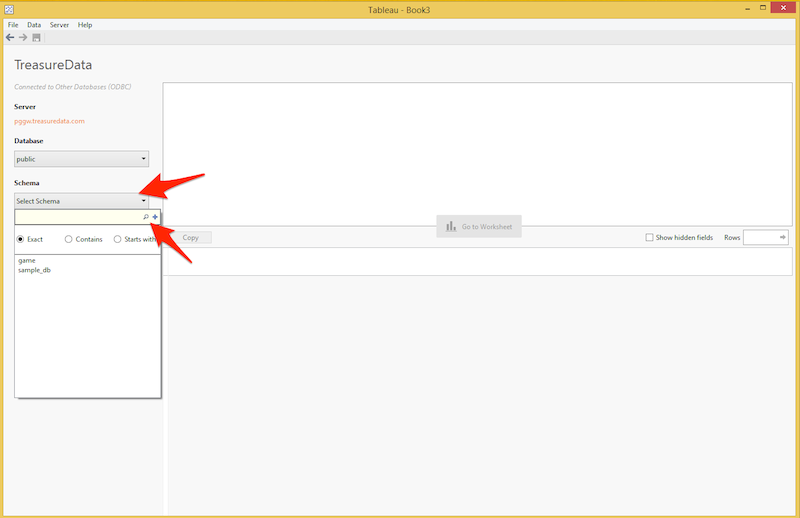 Tableau - Book3
File Data Server Help
TreasureData
Connected to Other Databases (ODBC)
Server
pggw.treasuredata.com
Database
public
Schema
Select Schema
Go to Worksheet
Exact Contains Starts with
Copy
Show hidden fields Rows
game
sample_db